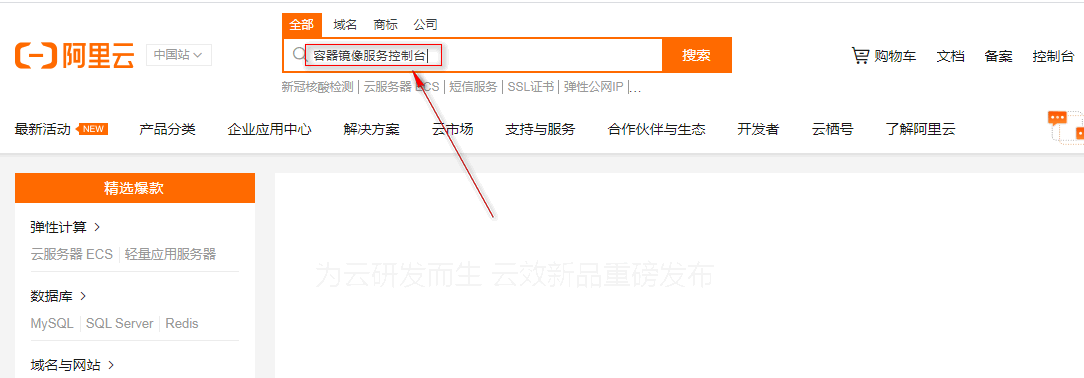 全部 域名 商标 公司
阿里云 中国站
容器镜像服务控制台 搜索 购物车 文档 备案 控制台
新冠核酸检测 | 云服务器 ECS | 短信服务 | SSL证书 | 弹性公网IP |...
最新活动 NEW 产品分类 企业应用中心 解决方案 云市场 支持与服务 合作伙伴与生态 开发者 云栖号 了解阿里云
精选爆款
弹性计算
云服务器 ECS 轻量应用服务器
为云研发而生 云效新品重磅发布
数据库
MySQL SQL Server Redis
域名与网站